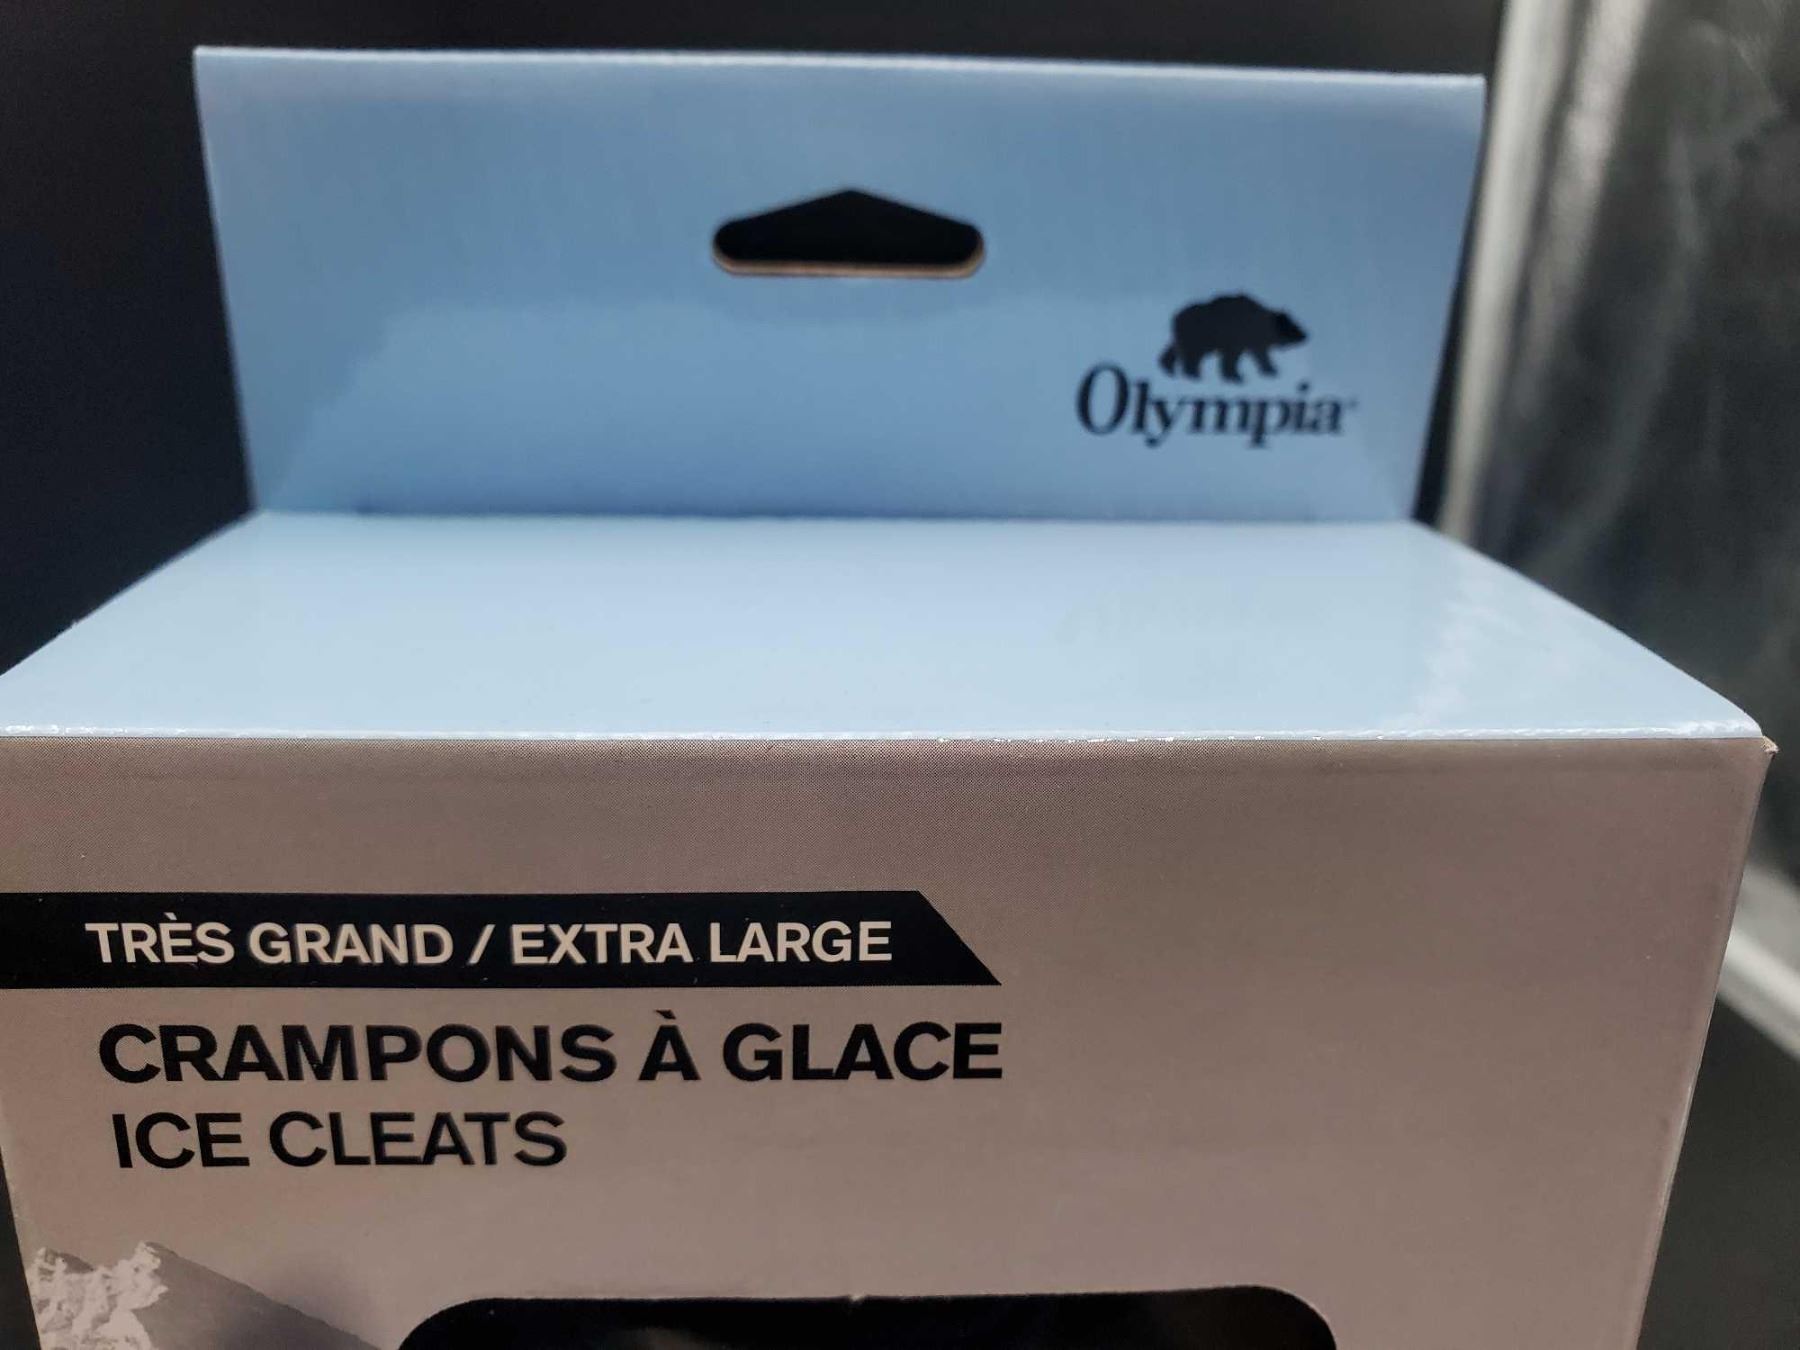 Olympia
TRÈS GRAND / EXTRA LARGE
CRAMPONS À GLACE
ICE CLEATS